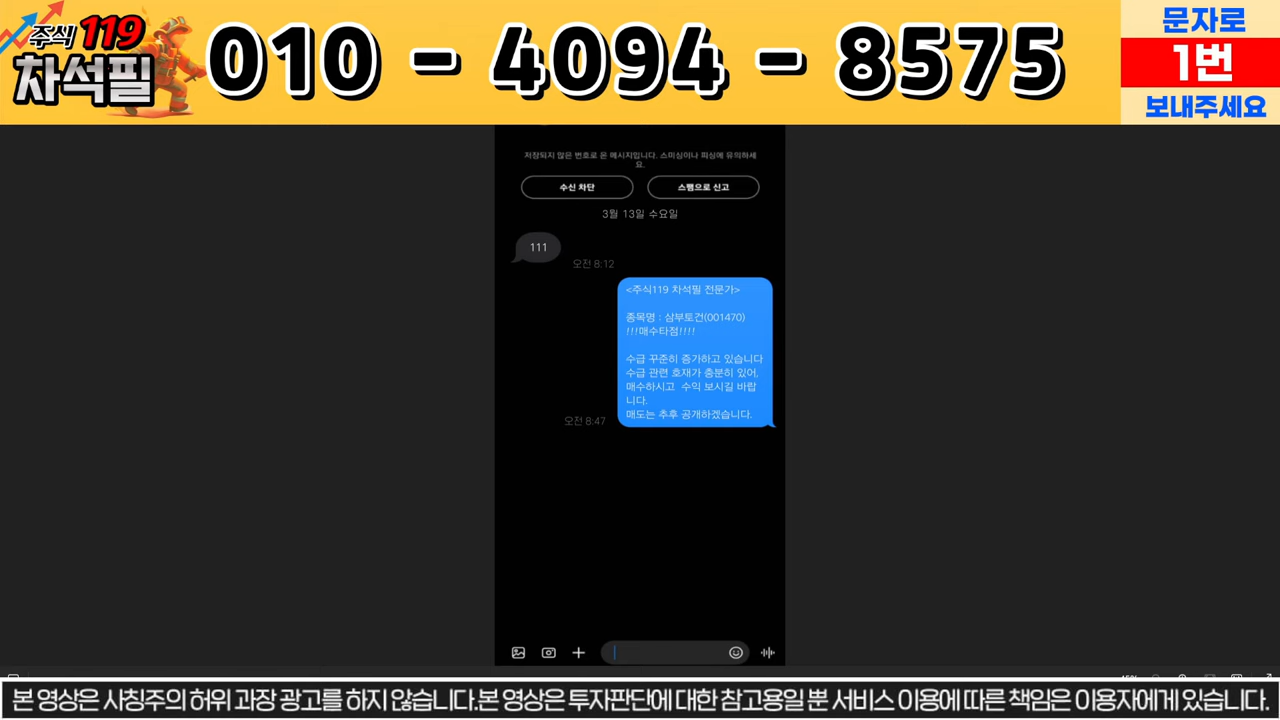 주식 119
차석필
010 - 4094 - 8575
문자로
1번
보내주세요
저장되지 않은 번호로 온 메시지입니다. 스미싱이나 피싱에 유의하세
요.
수신 차단
스팸으로 신고
3월 13일 수요일
111
오전 8:12
<주식119 차석필 전문가>
종목명 : 삼부토건(001470)
!!!매수타점!!!!
수급 꾸준히 증가하고 있습니다
수급 관련 호재가 충분히 있어,
매수하시고 수익 보시길 바랍
니다.
매도는 추후 공개하겠습니다.
오전 8:47
본 영상은 사칭주의 허위 과장 광고를 하지 않습니다.본 영상은 투자판단에 대한 참고용일 뿐 서비스 이용에 따른 책임은 이용자에게 있습니다.